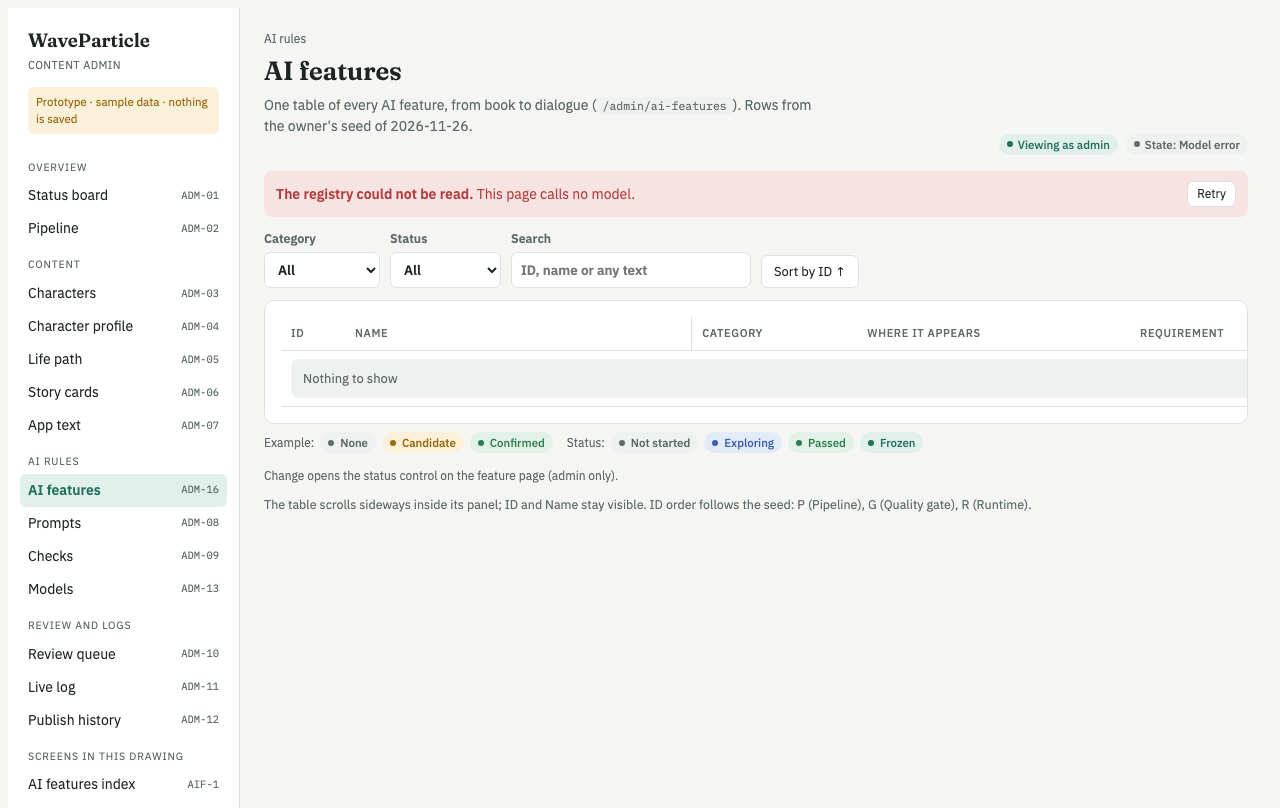 WaveParticle
CONTENT ADMIN
Prototype · sample data · nothing
is saved
OVERVIEW
Status board ADM-01
Pipeline ADM-02
CONTENT
Characters ADM-03
Character profile ADM-04
Life path ADM-05
Story cards ADM-06
App text ADM-07
AI RULES
AI features ADM-16
Prompts ADM-08
Checks ADM-09
Models ADM-13
REVIEW AND LOGS
Review queue ADM-10
Live log ADM-11
Publish history ADM-12
SCREENS IN THIS DRAWING
AI features index AIF-1
AI rules
AI features
One table of every AI feature, from book to dialogue ( /admin/ai-features ). Rows from
the owner's seed of 2026-11-26.
Viewing as admin State: Model error
The registry could not be read. This page calls no model. Retry
Category Status Search
All All ID, name or any text Sort by ID ↑
ID NAME CATEGORY WHERE IT APPEARS REQUIREMENT
Nothing to show
Example: None Candidate Confirmed Status: Not started Exploring Passed Frozen
Change opens the status control on the feature page (admin only).
The table scrolls sideways inside its panel; ID and Name stay visible. ID order follows the seed: P (Pipeline), G (Quality gate), R (Runtime).